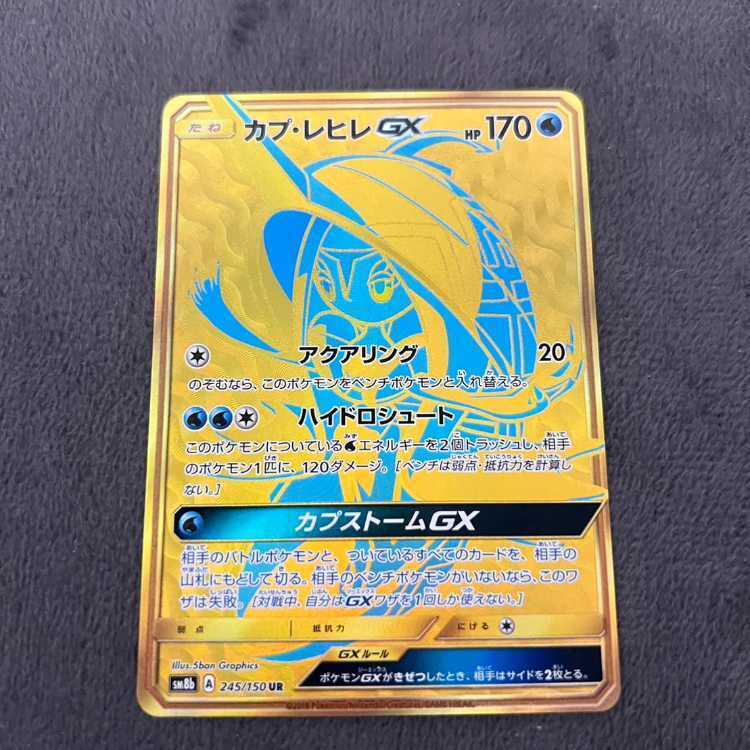 たね カプ・レヒレGX HP 170
アクアリング 20
のぞむなら、このポケモンをベンチポケモンと入れ替える。
ハイドロシュート
このポケモンについているエネルギーを2個トラッシュし、相手
のポケモン1匹に、120ダメージ。[ベンチは弱点・抵抗力を計算し
ない。]
カプストームGX
相手のバトルポケモンと、ついているすべてのカードを、相手の
山札にもどして切る。相手のベンチポケモンがいないなら、このワ
ザは失敗。[対戦中、自分はGXワザを1回しか使えない。]
弱点 抵抗力 にげる
GXルール
Illus. 5ban Graphics
ポケモンGXがきぜつしたとき、相手はサイドを2枚とる。
SM8b A 245/150 UR